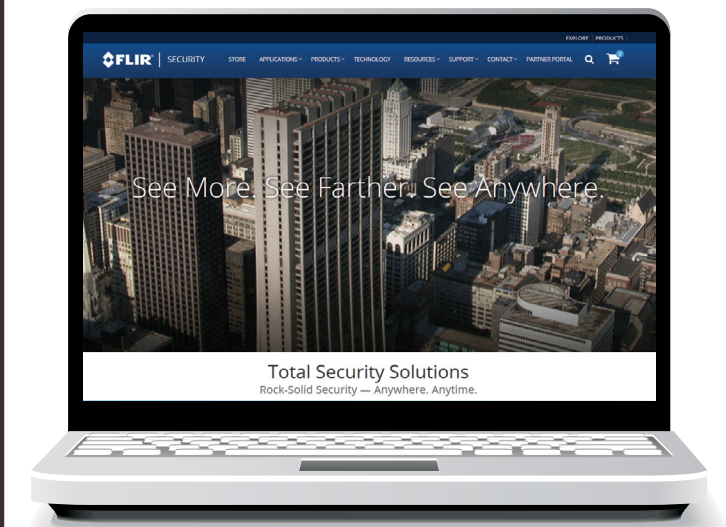 EXPLORE | PRODUCTS
FLIR | SECURITY STORE APPLICATIONS PRODUCTS TECHNOLOGY RESOURCES SUPPORT CONTACT PARTNER PORTAL 0
See More. See Farther. See Anywhere.
Total Security Solutions
Rock-Solid Security — Anywhere. Anytime.